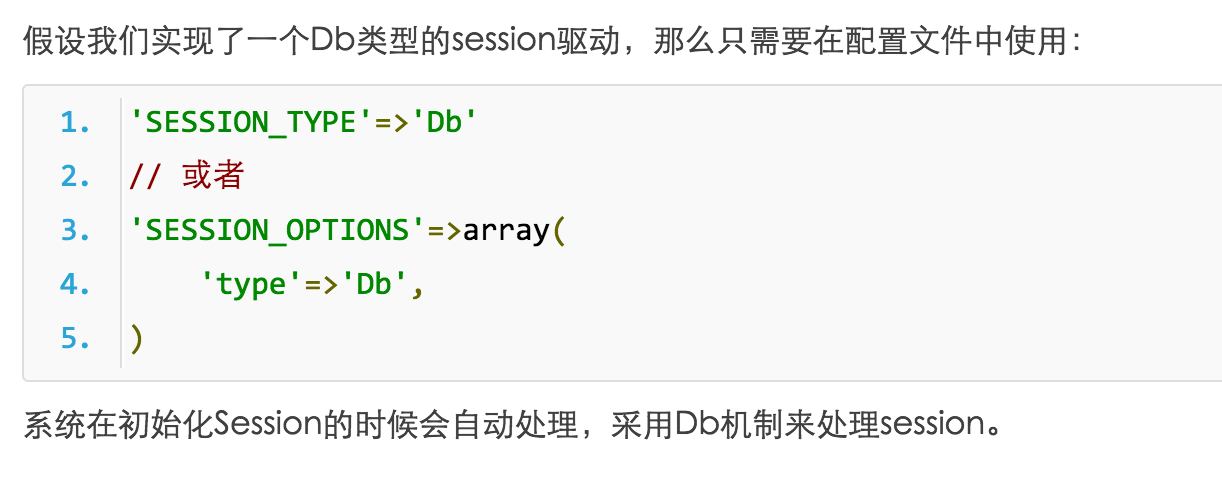 假设我们实现了一个Db类型的session驱动，那么只需要在配置文件中使用：
1. 'SESSION_TYPE'=>'Db'
2. // 或者
3. 'SESSION_OPTIONS'=>array(
4.     'type'=>'Db',
5. )
系统在初始化Session的时候会自动处理，采用Db机制来处理session。